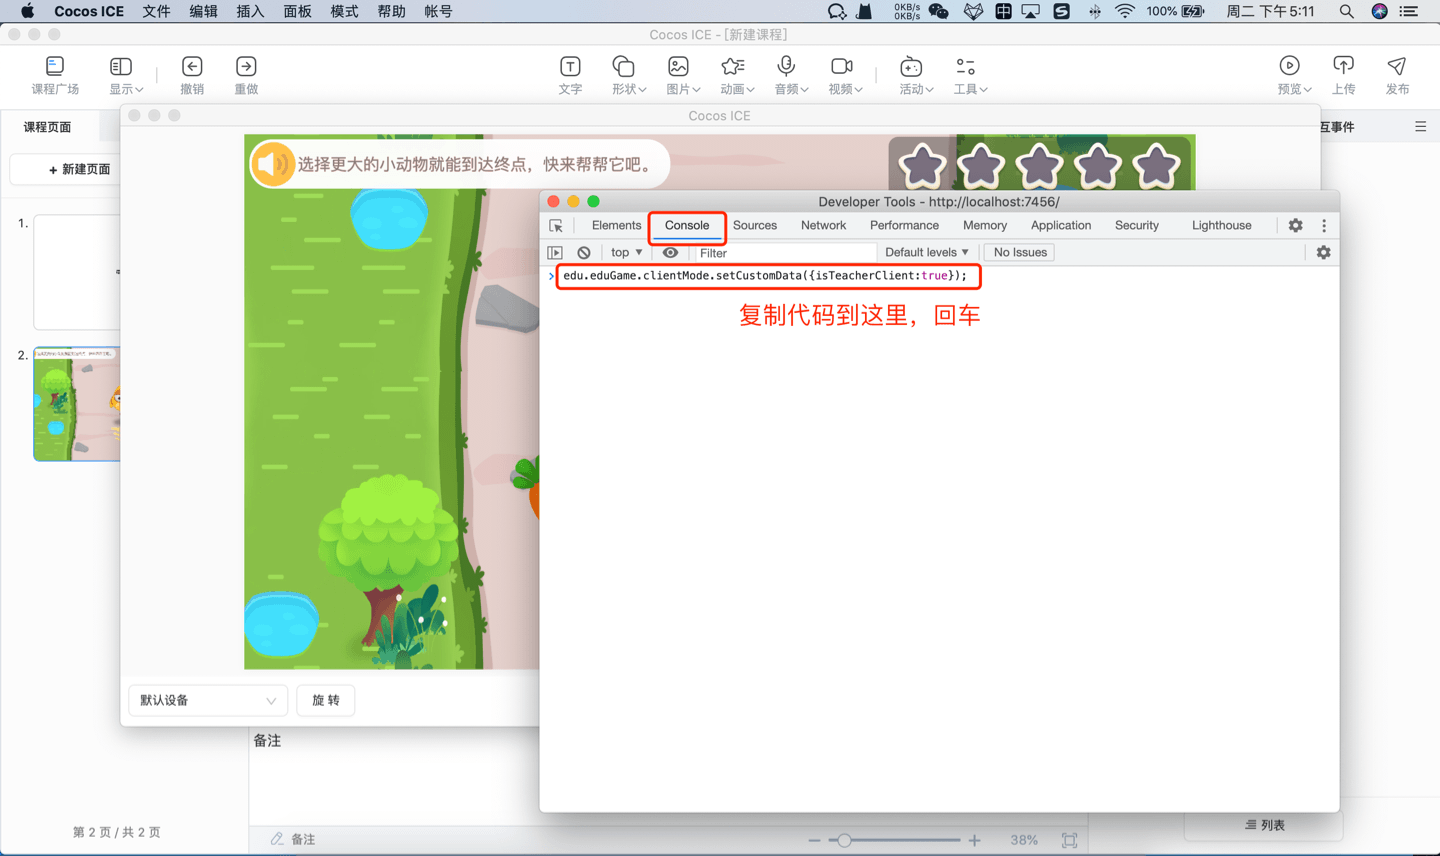 Cocos ICE 文件 编辑 插入 面板 模式 帮助 帐号
0KB/s
0KB/s
中 S 100% 周二 下午5:11
Cocos ICE - [新建课程]
课程广场 显示 撤销 重做 文字 形状 图片 动画 音频 视频 活动 工具 预览 上传 发布
课程页面
Cocos ICE
互事件
+ 新建页面
选择更大的小动物就能到达终点，快来帮帮它吧。
Developer Tools - http://localhost:7456/
Elements Console Sources Network Performance Memory Application Security Lighthouse
top Filter Default levels No Issues
edu.eduGame.clientMode.setCustomData({isTeacherClient:true});
复制代码到这里，回车
1.
2.
默认设备 旋 转
备注
第 2 页 / 共 2 页
备注 38%
列表